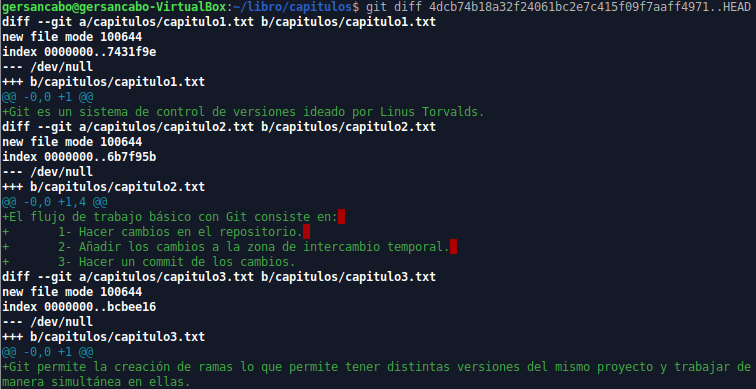 gersancabo@gersancabo-VirtualBox:~/libro/capitulos$ git diff 4dcb74b18a32f24061bc2e7c415f09f7aaff4971..HEAD
diff --git a/capitulos/capitulo1.txt b/capitulos/capitulo1.txt
new file mode 100644
index 0000000..7431f9e
--- /dev/null
+++ b/capitulos/capitulo1.txt
@@ -0,0 +1 @@
+Git es un sistema de control de versiones ideado por Linus Torvalds.
diff --git a/capitulos/capitulo2.txt b/capitulos/capitulo2.txt
new file mode 100644
index 0000000..6b7f95b
--- /dev/null
+++ b/capitulos/capitulo2.txt
@@ -0,0 +1,4 @@
+El flujo de trabajo básico con Git consiste en:
+       1- Hacer cambios en el repositorio.
+       2- Añadir los cambios a la zona de intercambio temporal.
+       3- Hacer un commit de los cambios.
diff --git a/capitulos/capitulo3.txt b/capitulos/capitulo3.txt
new file mode 100644
index 0000000..bcbee16
--- /dev/null
+++ b/capitulos/capitulo3.txt
@@ -0,0 +1 @@
+Git permite la creación de ramas lo que permite tener distintas versiones del mismo proyecto y trabajar de
manera simultánea en ellas.